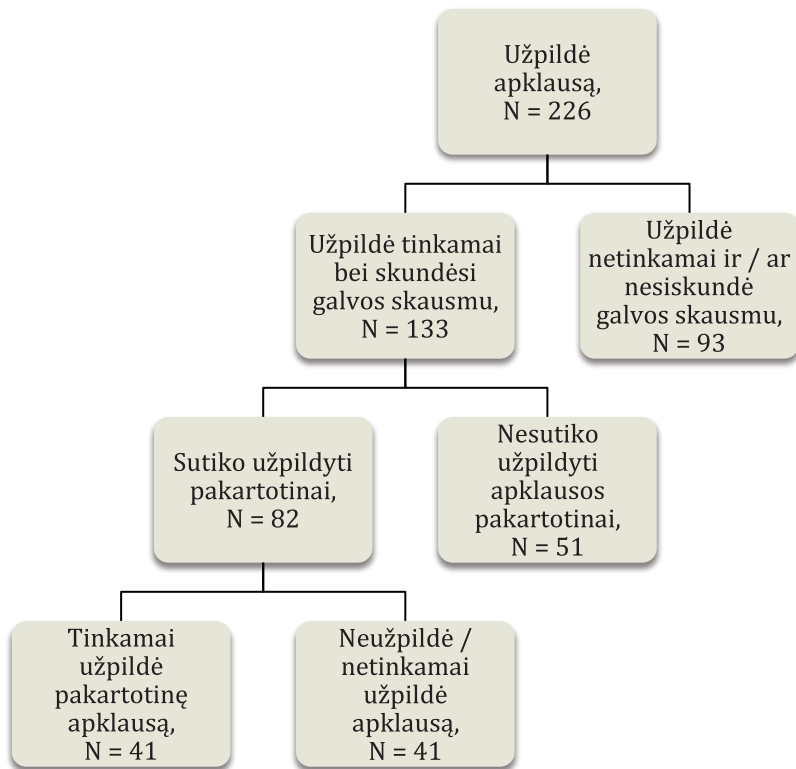 Užpildė
apklausą,
N = 226
Užpildė tinkamai
bei skundėsi
galvos skausmu,
N = 133
Užpildė
netinkamai ir / ar
nesiskundė
galvos skausmu,
N = 93
Sutiko užpildyti
pakartotinai,
N = 82
Nesutiko
užpildyti
apklausos
pakartotinai,
N = 51
Tinkamai
užpildė
pakartotinę
apklausą,
N = 41
Neužpildė /
netinkamai
užpildė
apklausą,
N = 41